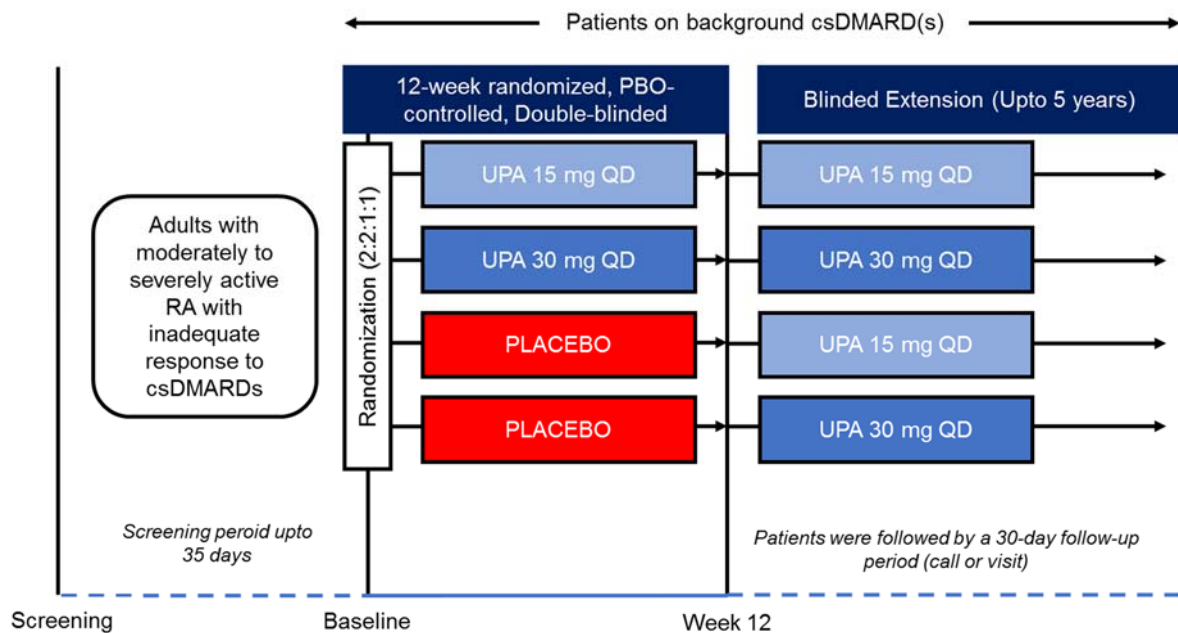 Patients on background csDMARD(s)
12-week randomized, PBO-
controlled, Double-blinded
Blinded Extension (Upto 5 years)
Adults with
moderately to
severely active
RA with
inadequate
response to
csDMARDs
Randomization (2:2:1:1)
UPA 15 mg QD
UPA 15 mg QD
UPA 30 mg QD
UPA 30 mg QD
PLACEBO
UPA 15 mg QD
PLACEBO
UPA 30 mg QD
Screening peroid upto
35 days
Patients were followed by a 30-day follow-up
period (call or visit)
Screening
Baseline
Week 12